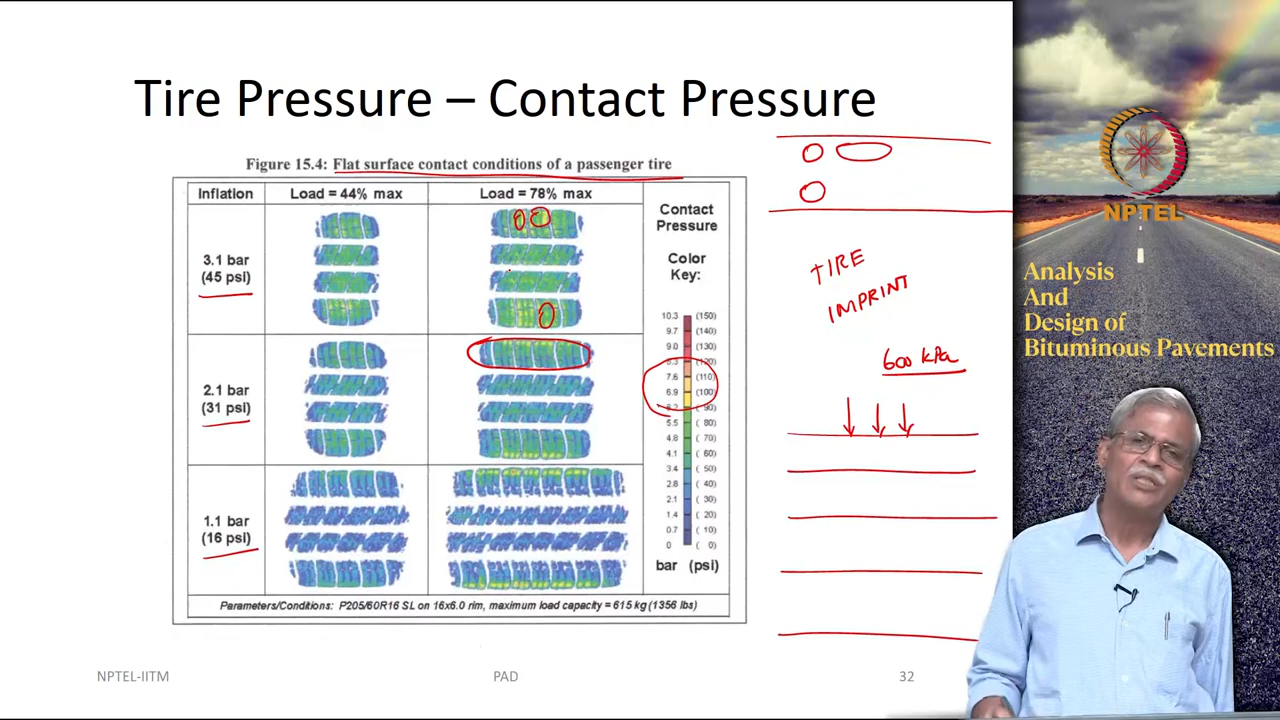 Tire Pressure – Contact Pressure
Figure 15.4: Flat surface contact conditions of a passenger tire
Inflation
Load = 44% max
Load = 78% max
Contact
Pressure
Color
Key:
3.1 bar
(45 psi)
2.1 bar
(31 psi)
1.1 bar
(16 psi)
10.3 (150)
9.7 (140)
9.0 (130)
(120)
7.6 (110)
6.9 (100)
(90)
5.5 (80)
4.8 (70)
4.1 (60)
3.4 (50)
2.8 (40)
2.1 (30)
1.4 (20)
0.7 (10)
0 (0)
bar (psi)
Parameters/Conditions: P205/60R16 SL on 16x6.0 rim, maximum load capacity = 615 kg (1356 lbs)
TIRE
IMPRINT
600 kPa
NPTEL-IITM
PAD
32
NPTEL
Analysis
And
Design of
Bituminous Pavements